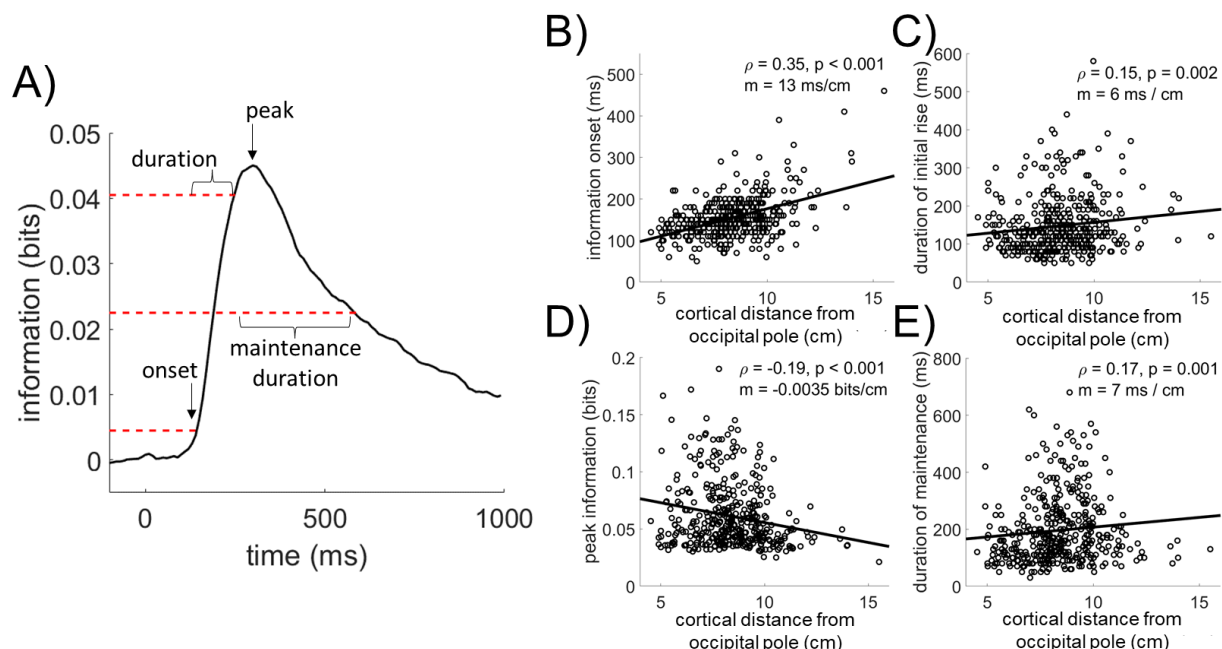 A)
peak
duration
onset
maintenance
duration
information (bits)
0.05
0.04
0.03
0.02
0.01
0
0
500
1000
time (ms)
B)
ρ = 0.35, p < 0.001
m = 13 ms/cm
information onset (ms)
500
400
300
200
100
0
5
10
15
cortical distance from
occipital pole (cm)
C)
ρ = 0.15, p = 0.002
m = 6 ms / cm
duration of initial rise (ms)
600
500
400
300
200
100
0
5
10
15
cortical distance from
occipital pole (cm)
D)
ρ = -0.19, p < 0.001
m = -0.0035 bits/cm
peak information (bits)
0.2
0.15
0.1
0.05
0
5
10
15
cortical distance from
occipital pole (cm)
E)
ρ = 0.17, p = 0.001
m = 7 ms / cm
duration of maintenance (ms)
800
600
400
200
0
5
10
15
cortical distance from
occipital pole (cm)